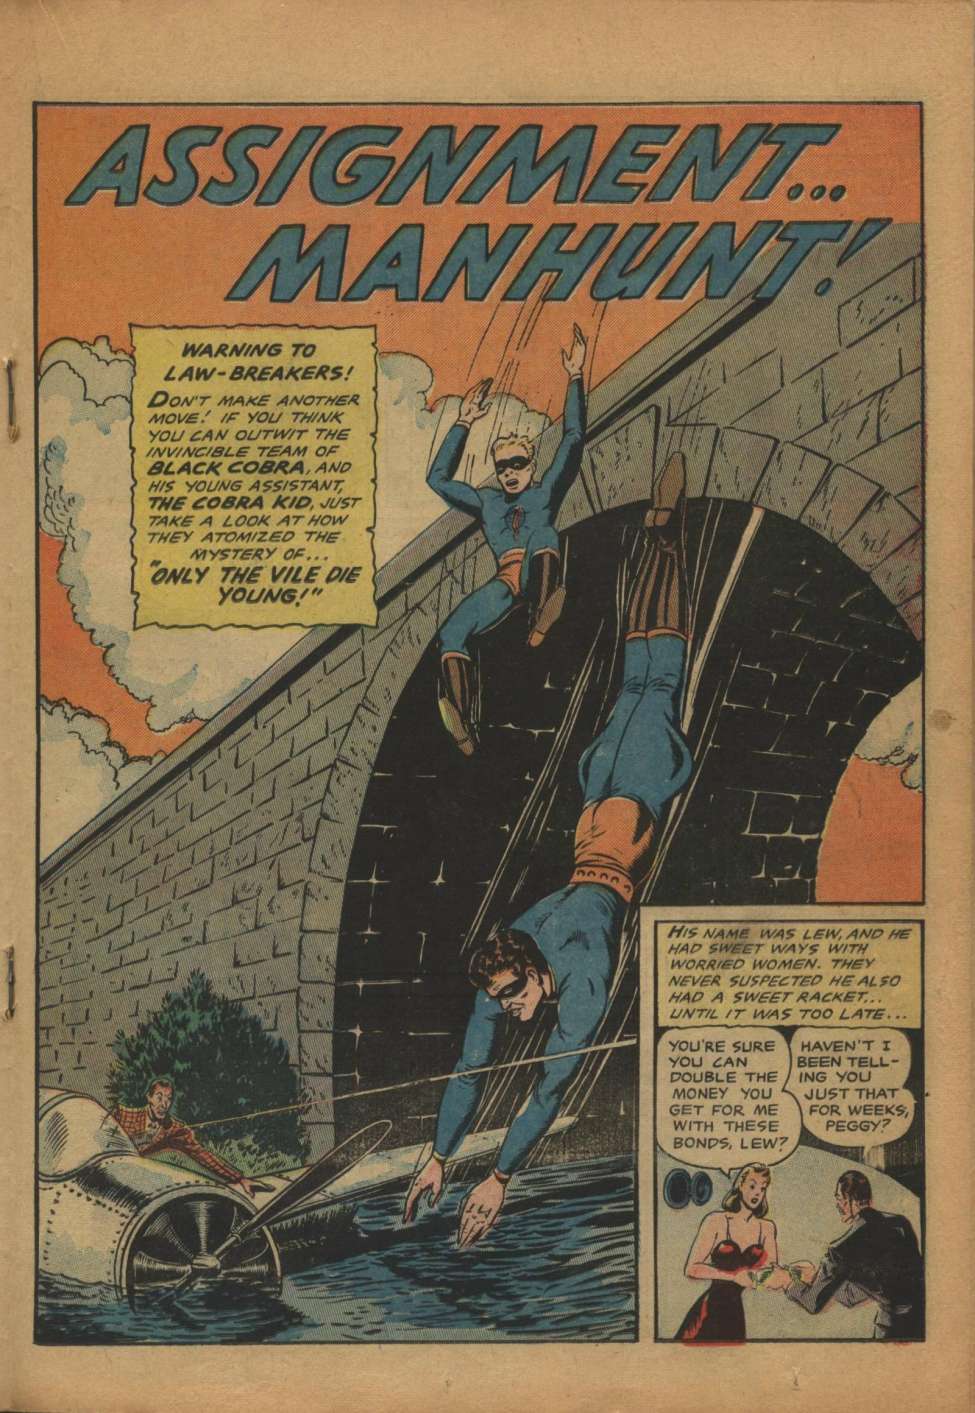 ASSIGNMENT...
MANHUNT!
WARNING TO
LAW-BREAKERS!
DON'T MAKE ANOTHER
MOVE! IF YOU THINK
YOU CAN OUTWIT THE
INVINCIBLE TEAM OF
BLACK COBRA, AND
HIS YOUNG ASSISTANT,
THE COBRA KID, JUST
TAKE A LOOK AT HOW
THEY ATOMIZED THE
MYSTERY OF...
"ONLY THE VILE DIE
YOUNG!"
HIS NAME WAS LEW, AND HE
HAD SWEET WAYS WITH
WORRIED WOMEN. THEY
NEVER SUSPECTED HE ALSO
HAD A SWEET RACKET...
UNTIL IT WAS TOO LATE...
YOU'RE SURE
YOU CAN
DOUBLE THE
MONEY YOU
GET FOR ME
WITH THESE
BONDS, LEW?
HAVEN'T I
BEEN TELL-
ING YOU
JUST THAT
FOR WEEKS,
PEGGY?